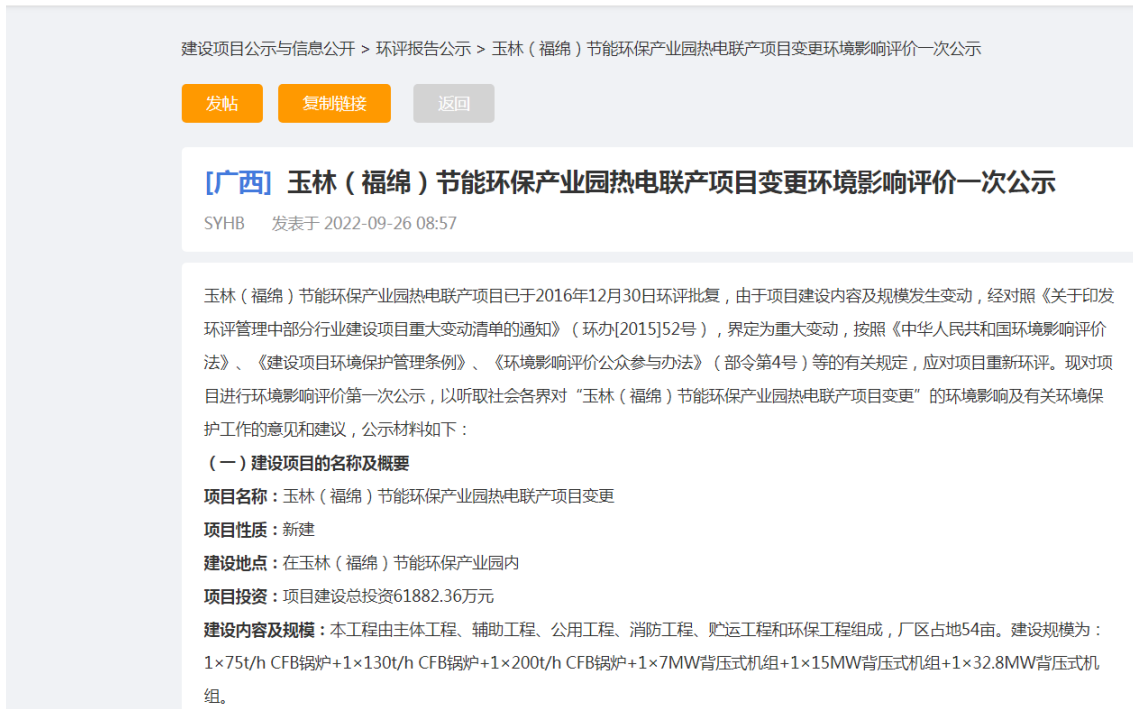 建设项目公示与信息公开 > 环评报告公示 > 玉林（福绵）节能环保产业园热电联产项目变更环境影响评价一次公示
发帖 复制链接 返回
[广西] 玉林（福绵）节能环保产业园热电联产项目变更环境影响评价一次公示
SYHB 发表于 2022-09-26 08:57
玉林（福绵）节能环保产业园热电联产项目已于2016年12月30日环评批复，由于项目建设内容及规模发生变动，经对照《关于印发
环评管理中部分行业建设项目重大变动清单的通知》（环办[2015]52号），界定为重大变动，按照《中华人民共和国环境影响评价
法》、《建设项目环境保护管理条例》、《环境影响评价公众参与办法》（部令第4号）等的有关规定，应对项目重新环评。现对项
目进行环境影响评价第一次公示，以听取社会各界对“玉林（福绵）节能环保产业园热电联产项目变更”的环境影响及有关环境保
护工作的意见和建议，公示材料如下：
（一）建设项目的名称及概要
项目名称：玉林（福绵）节能环保产业园热电联产项目变更
项目性质：新建
建设地点：在玉林（福绵）节能环保产业园内
项目投资：项目建设总投资61882.36万元
建设内容及规模：本工程由主体工程、辅助工程、公用工程、消防工程、贮运工程和环保工程组成，厂区占地54亩。建设规模为：
1×75t/h CFB锅炉+1×130t/h CFB锅炉+1×200t/h CFB锅炉+1×7MW背压式机组+1×15MW背压式机组+1×32.8MW背压式机
组。